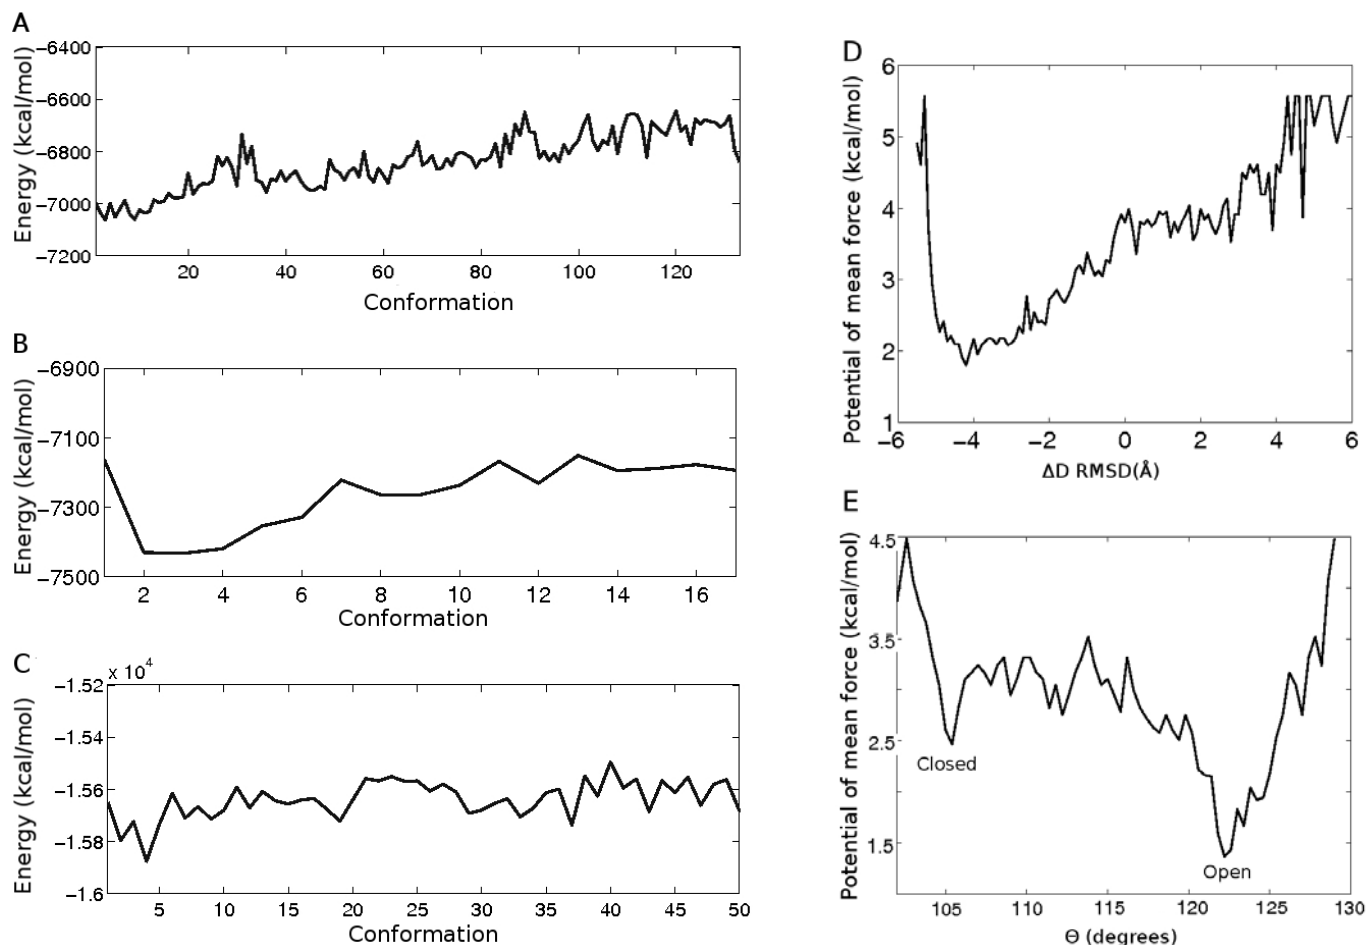 A
Energy (kcal/mol)
−6400
−6600
−6800
−7000
−7200
20 40 60 80 100 120
Conformation
B
Energy (kcal/mol)
−6900
−7100
−7300
−7500
2 4 6 8 10 12 14 16
Conformation
C
x 10⁴
Energy (kcal/mol)
−1.52
−1.54
−1.56
−1.58
−1.6
5 10 15 20 25 30 35 40 45 50
Conformation
D
Potential of mean force (kcal/mol)
6
5
4
3
2
1
−6 −4 −2 0 2 4 6
ΔD RMSD(Å)
E
Potential of mean force (kcal/mol)
4.5
3.5
2.5
1.5
Closed
Open
105 110 115 120 125 130
Θ (degrees)